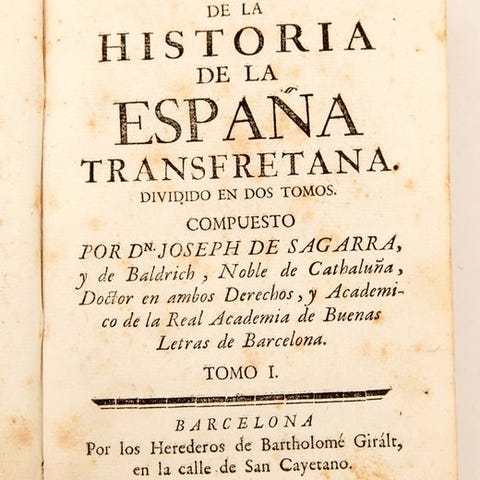 DE LA
HISTORIA
DE LA
ESPAÑA
TRANSFRETANA.
DIVIDIDO EN DOS TOMOS.
COMPUESTO
POR DN. JOSEPH DE SAGARRA,
y de Baldrich, Noble de Cathaluña,
Doctor en ambos Derechos, y Academi-
co de la Real Academia de Buenas
Letras de Barcelona.
TOMO I.
BARCELONA
Por los Herederos de Bartholomé Girált,
en la calle de San Cayetano.